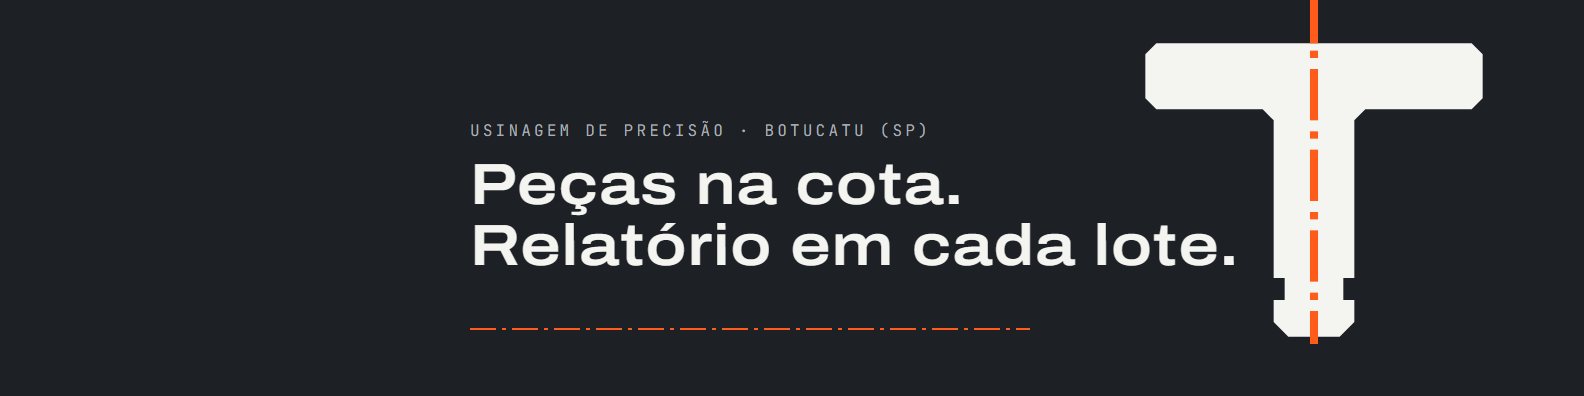 USINAGEM DE PRECISÃO · BOTUCATU (SP)
Peças na cota.
Relatório em cada lote.
T